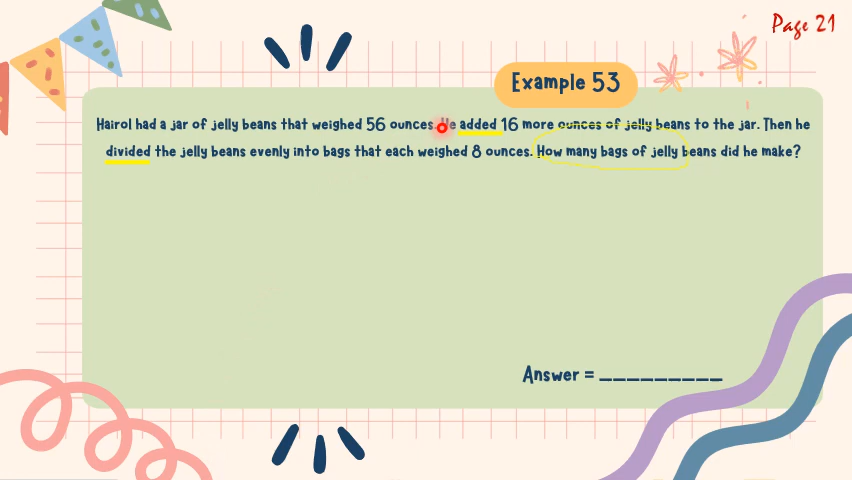 Page 21
Example 53
Hairol had a jar of jelly beans that weighed 56 ounces. He added 16 more ounces of jelly beans to the jar. Then he
divided the jelly beans evenly into bags that each weighed 8 ounces. How many bags of jelly beans did he make?
Answer = _________